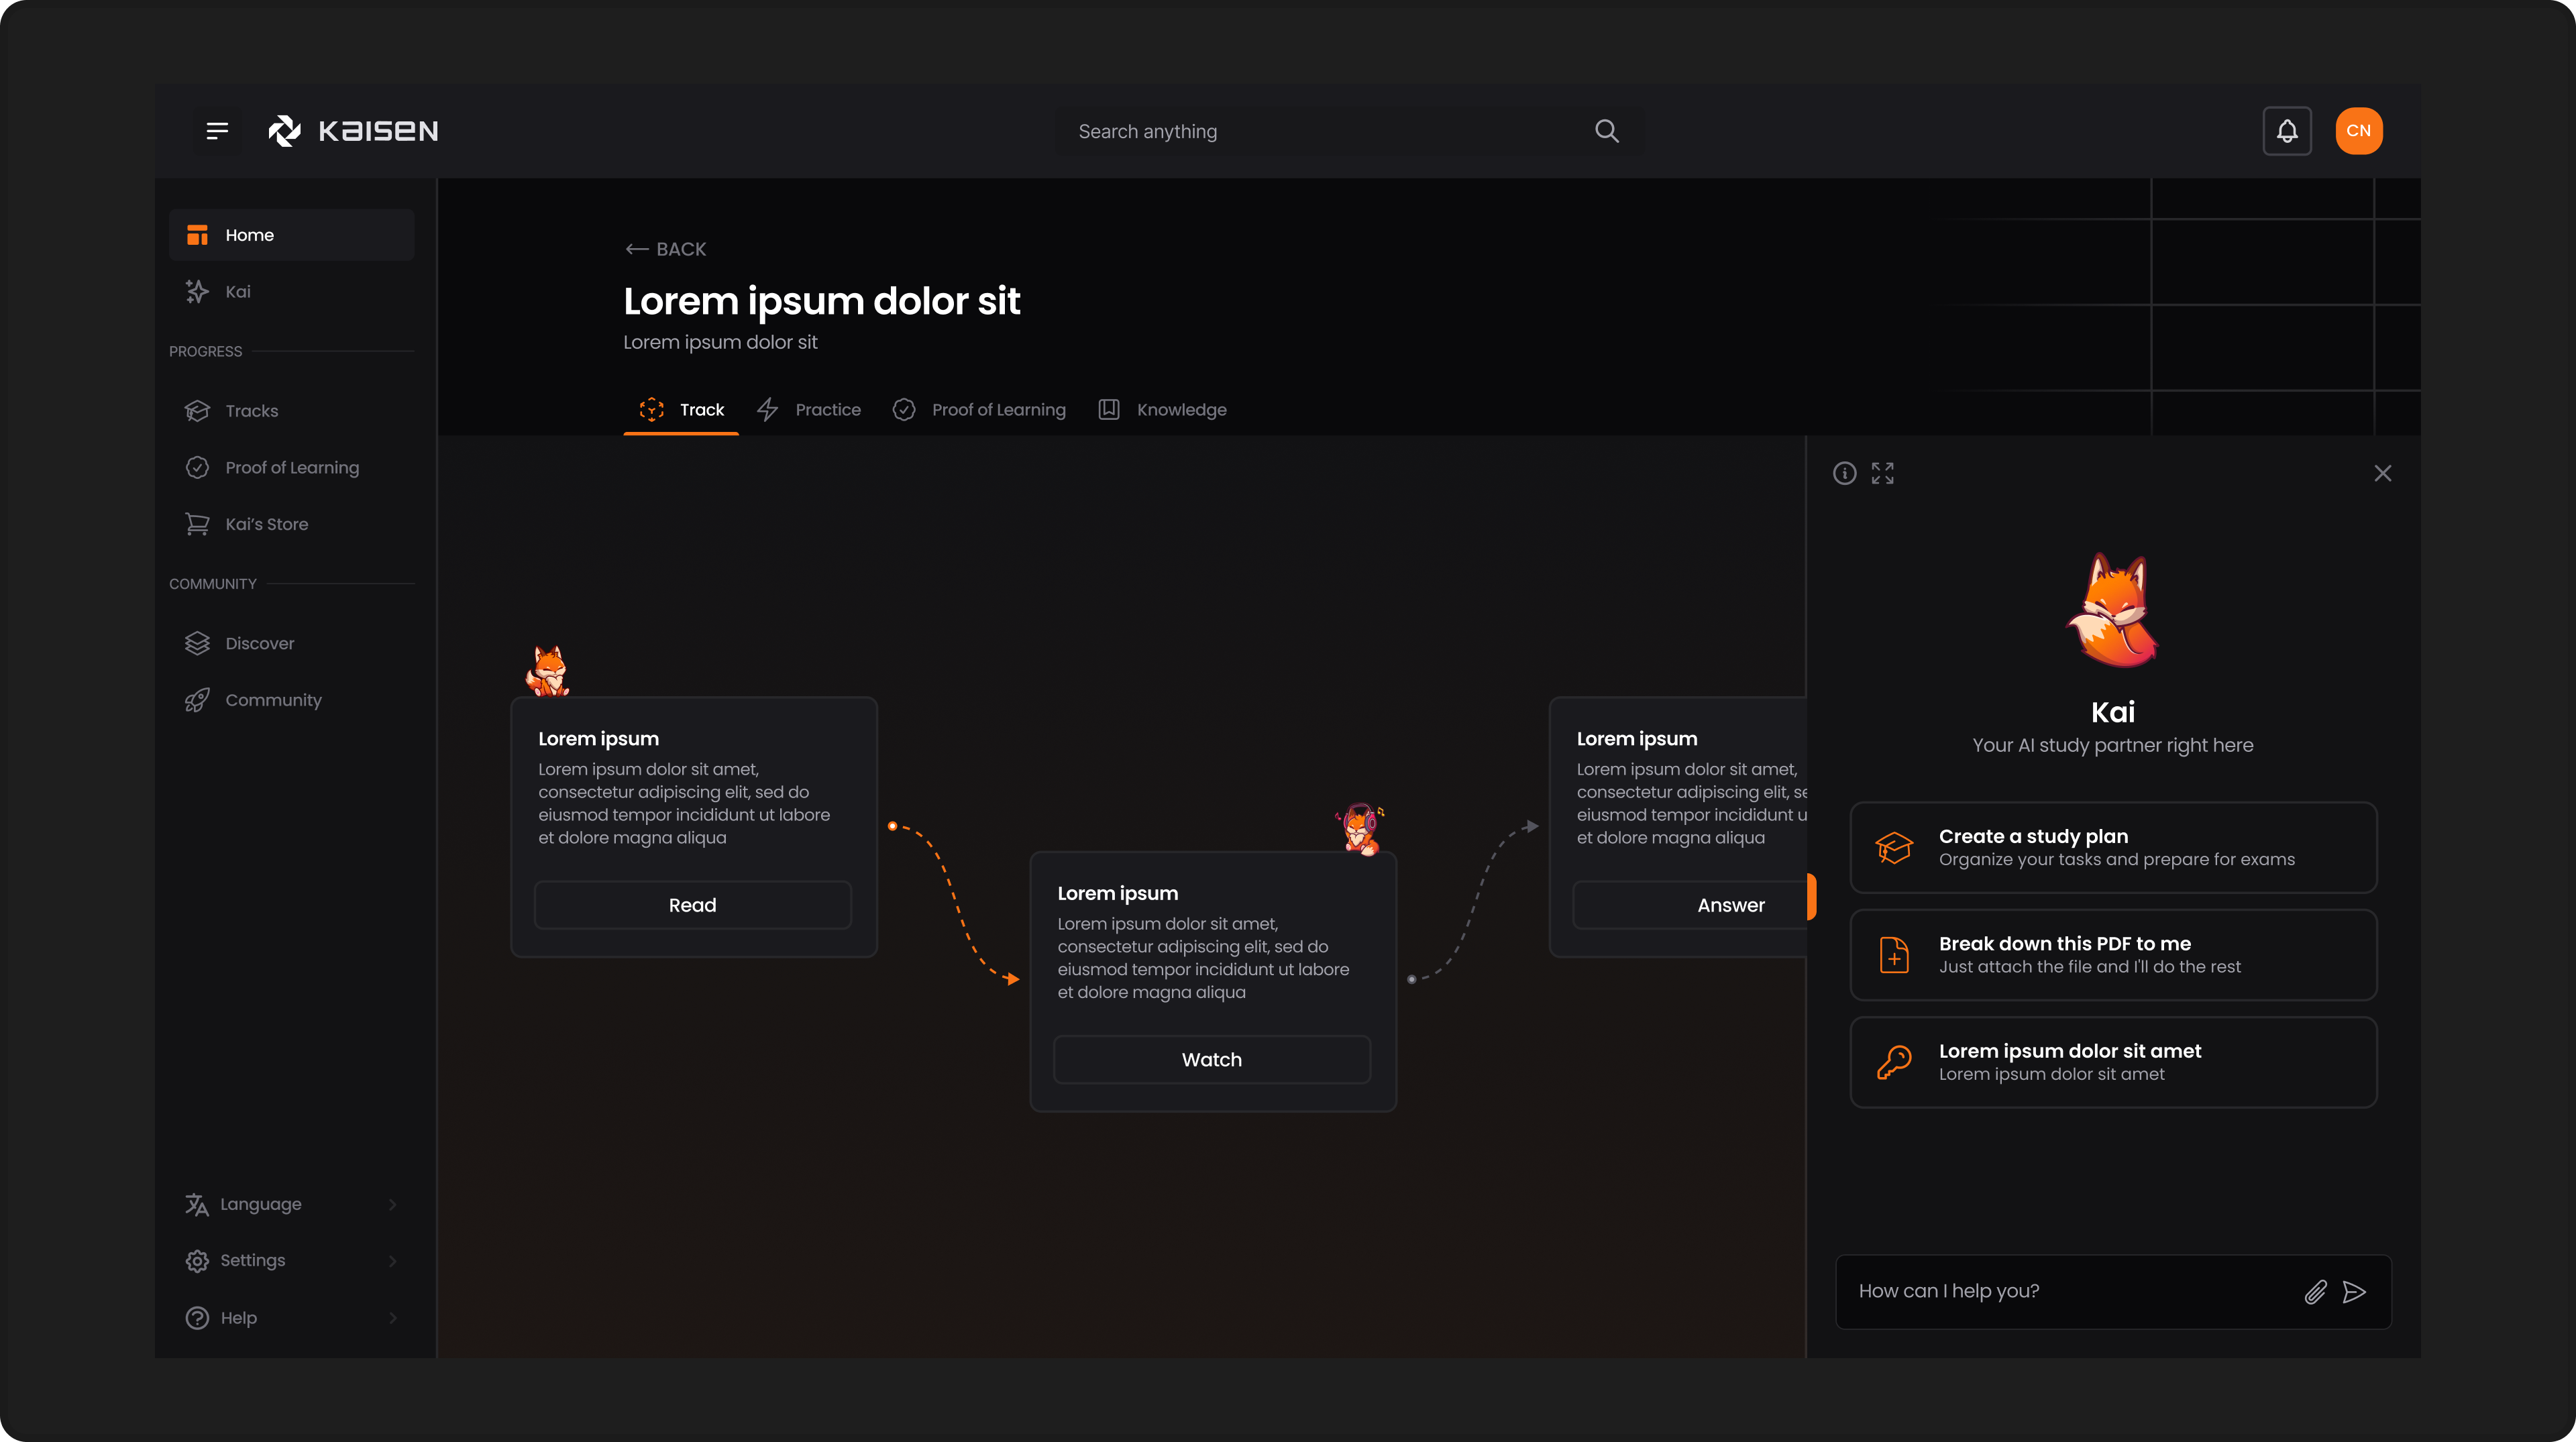 KAISEN
Search anything
CN
Home
Kai
PROGRESS
Tracks
Proof of Learning
Kai's Store
COMMUNITY
Discover
Community
Language
Settings
Help
BACK
Lorem ipsum dolor sit
Lorem ipsum dolor sit
Track
Practice
Proof of Learning
Knowledge
Lorem ipsum
Lorem ipsum dolor sit amet,
consectetur adipiscing elit, sed do
eiusmod tempor incididunt ut labore
et dolore magna aliqua
Read
Lorem ipsum
Lorem ipsum dolor sit amet,
consectetur adipiscing elit, sed do
eiusmod tempor incididunt ut labore
et dolore magna aliqua
Watch
Lorem ipsum
Lorem ipsum dolor sit amet,
consectetur adipiscing elit, se
eiusmod tempor incididunt u
et dolore magna aliqua
Answer
Kai
Your AI study partner right here
Create a study plan
Organize your tasks and prepare for exams
Break down this PDF to me
Just attach the file and I'll do the rest
Lorem ipsum dolor sit amet
Lorem ipsum dolor sit amet
How can I help you?